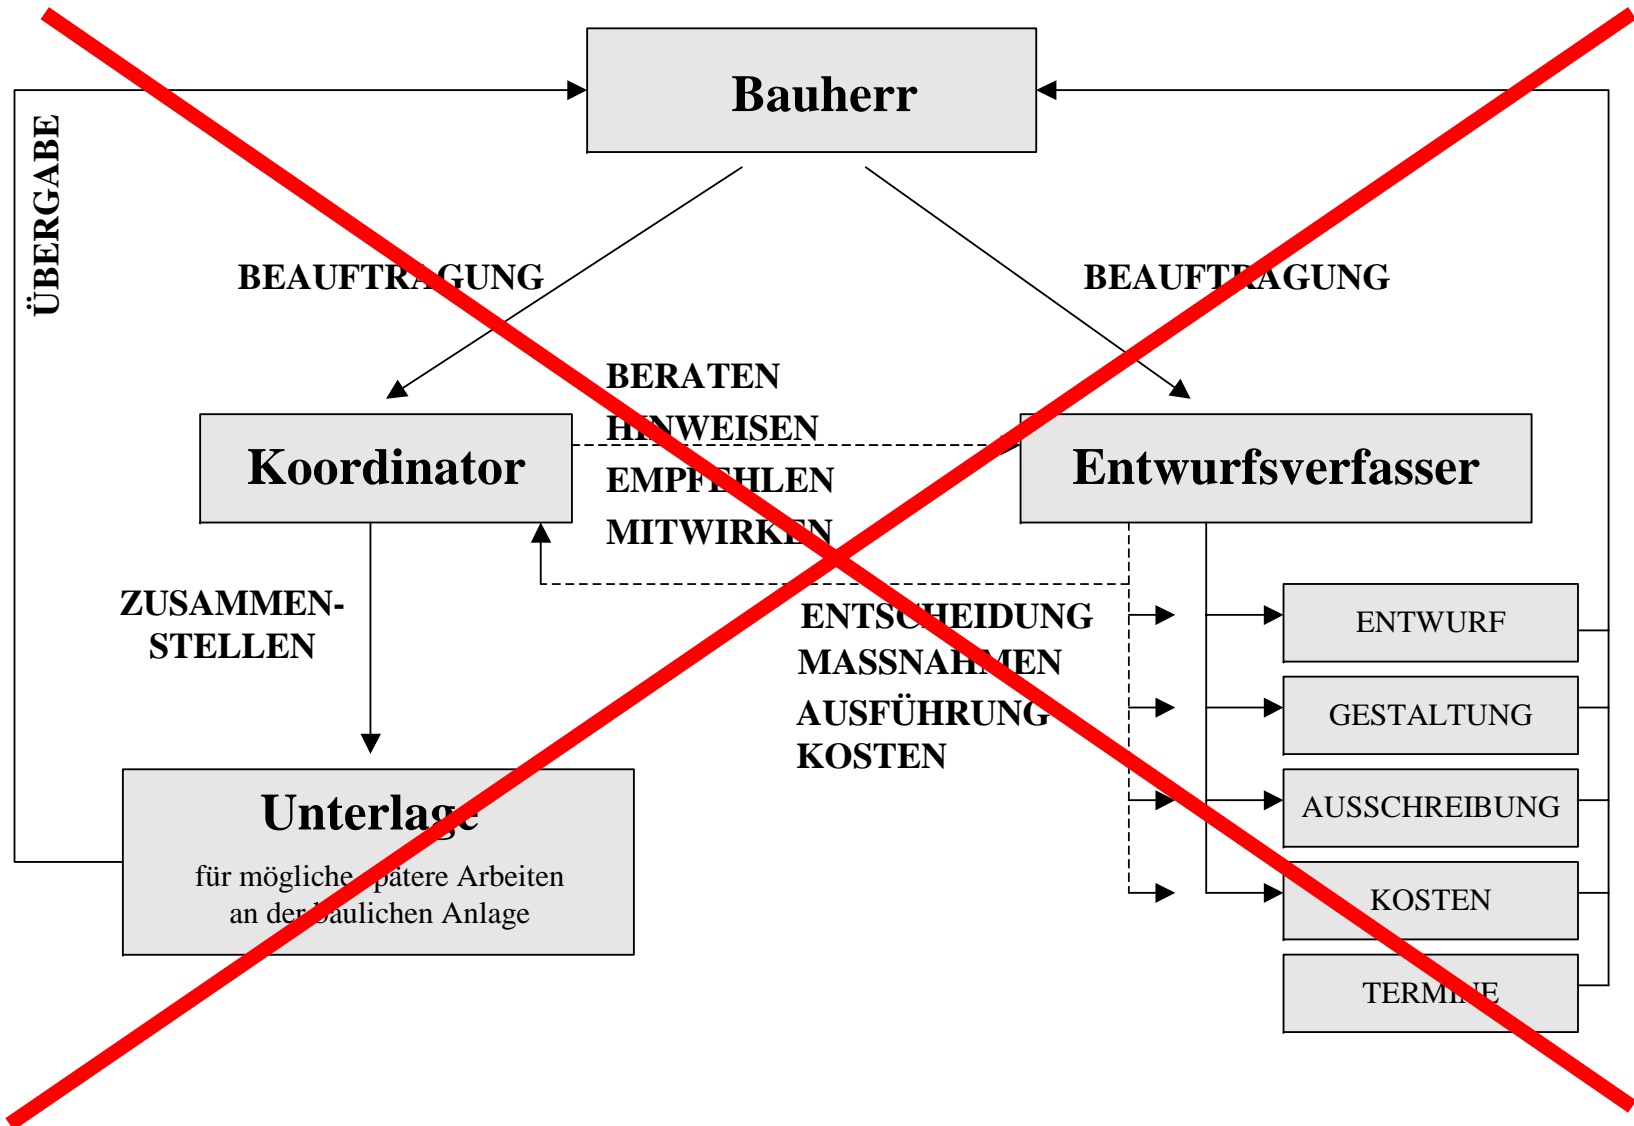 Bauherr
ÜBERGABE
BEAUFTRAGUNG
BEAUFTRAGUNG
BERATEN
HINWEISEN
EMPFEHLEN
MITWIRKEN
Koordinator
Entwurfsverfasser
ZUSAMMEN-
STELLEN
ENTSCHEIDUNG
MASSNAHMEN
AUSFÜHRUNG
KOSTEN
ENTWURF
GESTALTUNG
AUSSCHREIBUNG
KOSTEN
TERMINE
Unterlage
für mögliche spätere Arbeiten
an der baulichen Anlage